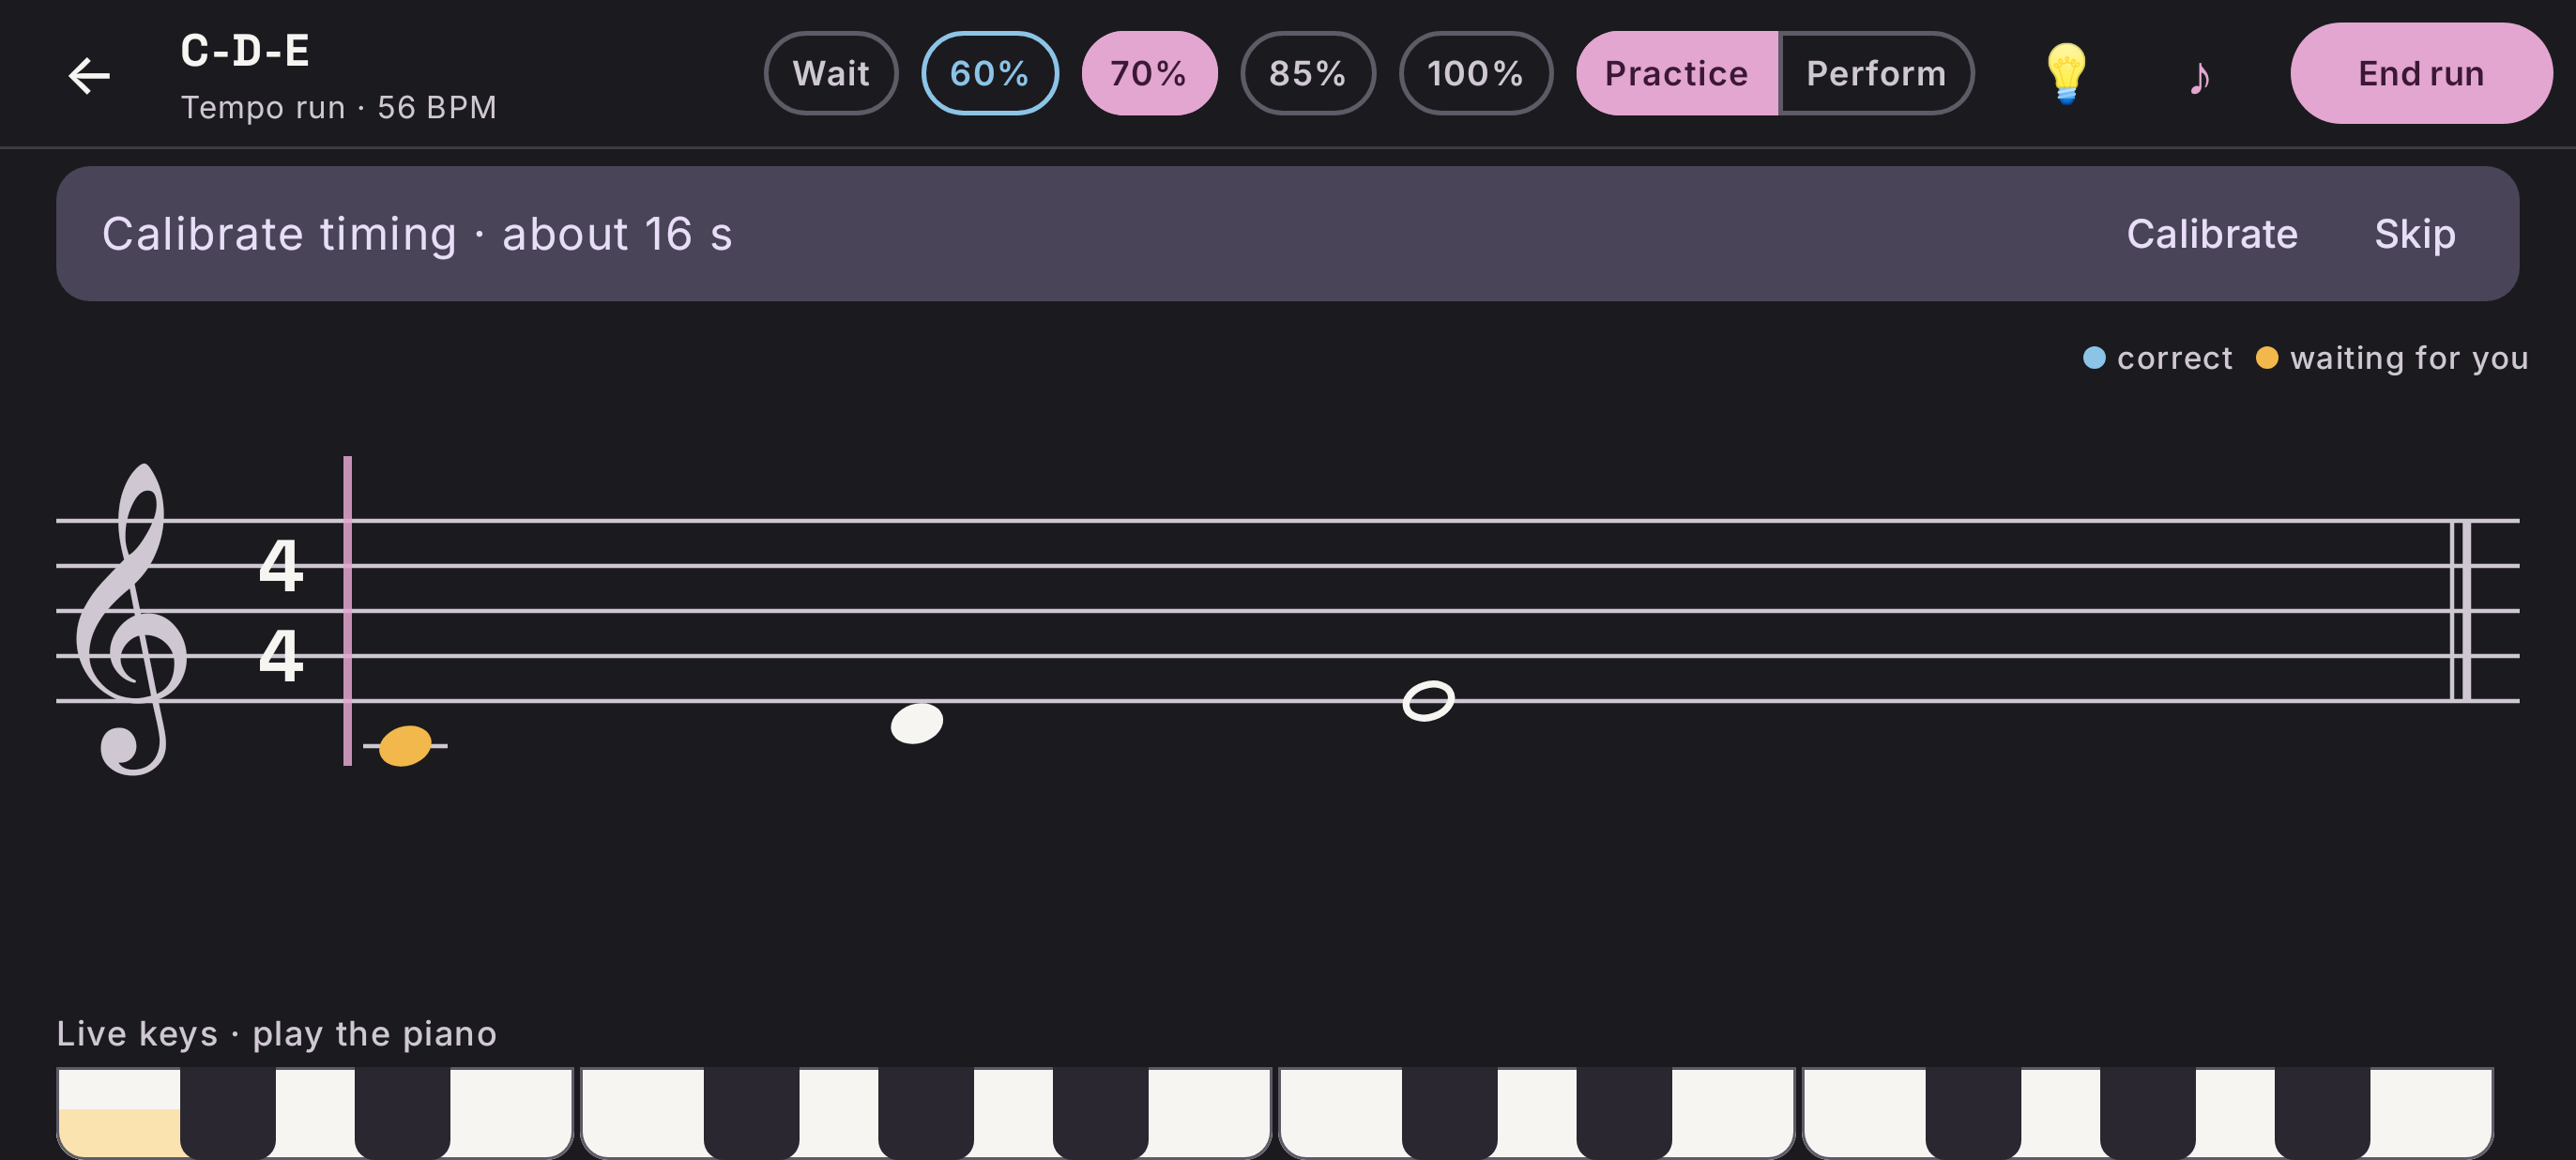 C-D-E
Tempo run · 56 BPM
Wait
60%
70%
85%
100%
Practice
Perform
End run
Calibrate timing · about 16 s
Calibrate
Skip
correct
waiting for you
4
4
Live keys · play the piano